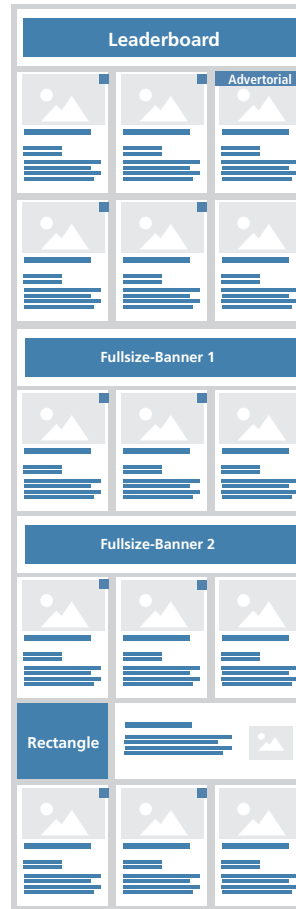 Leaderboard
Advertorial
Fullsize-Banner 1
Fullsize-Banner 2
Rectangle